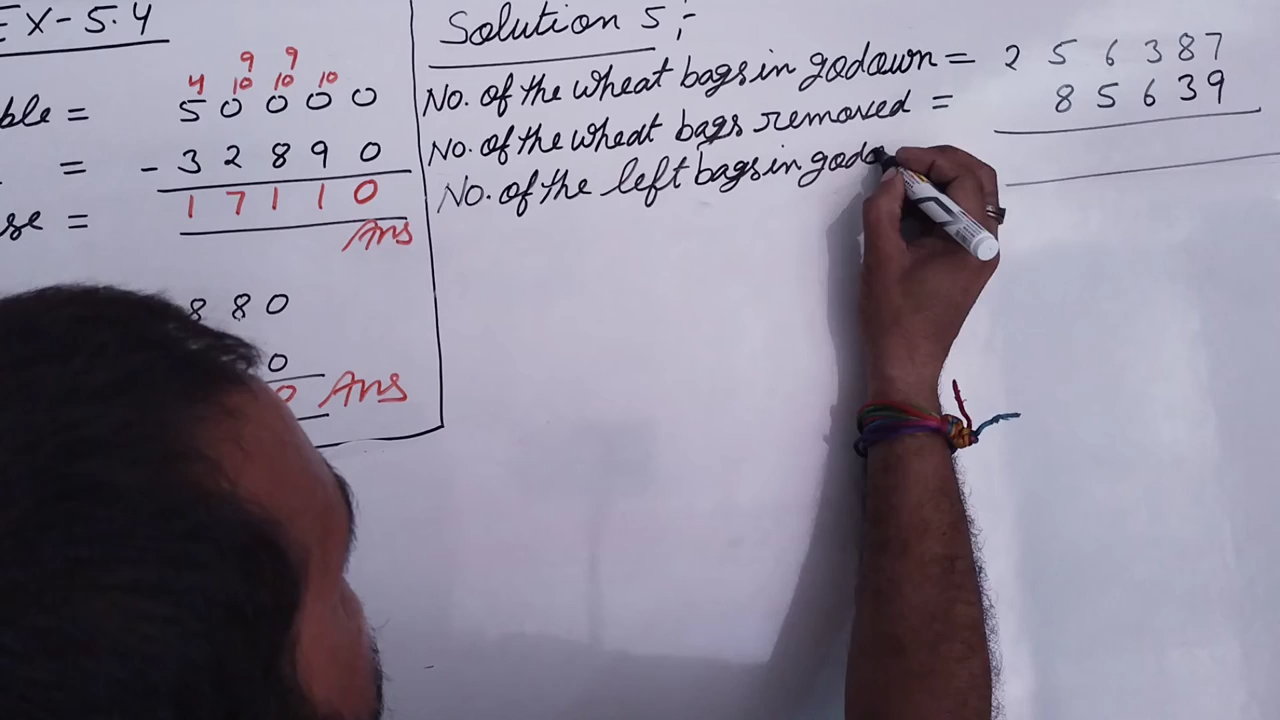 EX-5.4
9 9
4 10 10 10
ble = 5 0 0 0 0
= - 3 2 8 9 0
se = 1 7 1 1 0
Ans
8 8 0
0
0 Ans
Solution 5;-
No. of the wheat bags in godown = 2 5 6 3 8 7
No. of the wheat bags removed = 8 5 6 3 9
No. of the left bags in godo